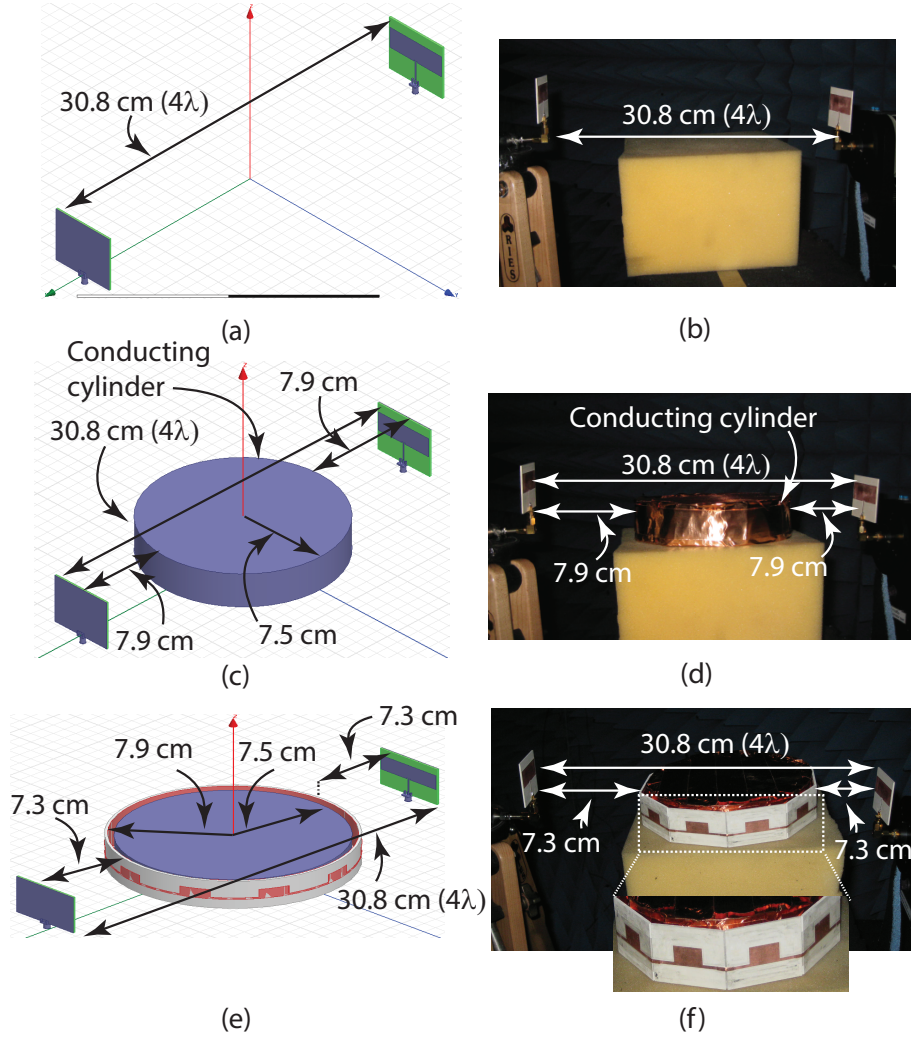 30.8 cm (4λ)
(a)
30.8 cm (4λ)
ARIES
(b)
Conducting
cylinder
7.9 cm
30.8 cm (4λ)
7.9 cm
7.5 cm
(c)
Conducting cylinder
30.8 cm (4λ)
7.9 cm
7.9 cm
(d)
7.3 cm
7.9 cm
7.5 cm
7.3 cm
30.8 cm (4λ)
(e)
30.8 cm (4λ)
7.3 cm
7.3 cm
(f)